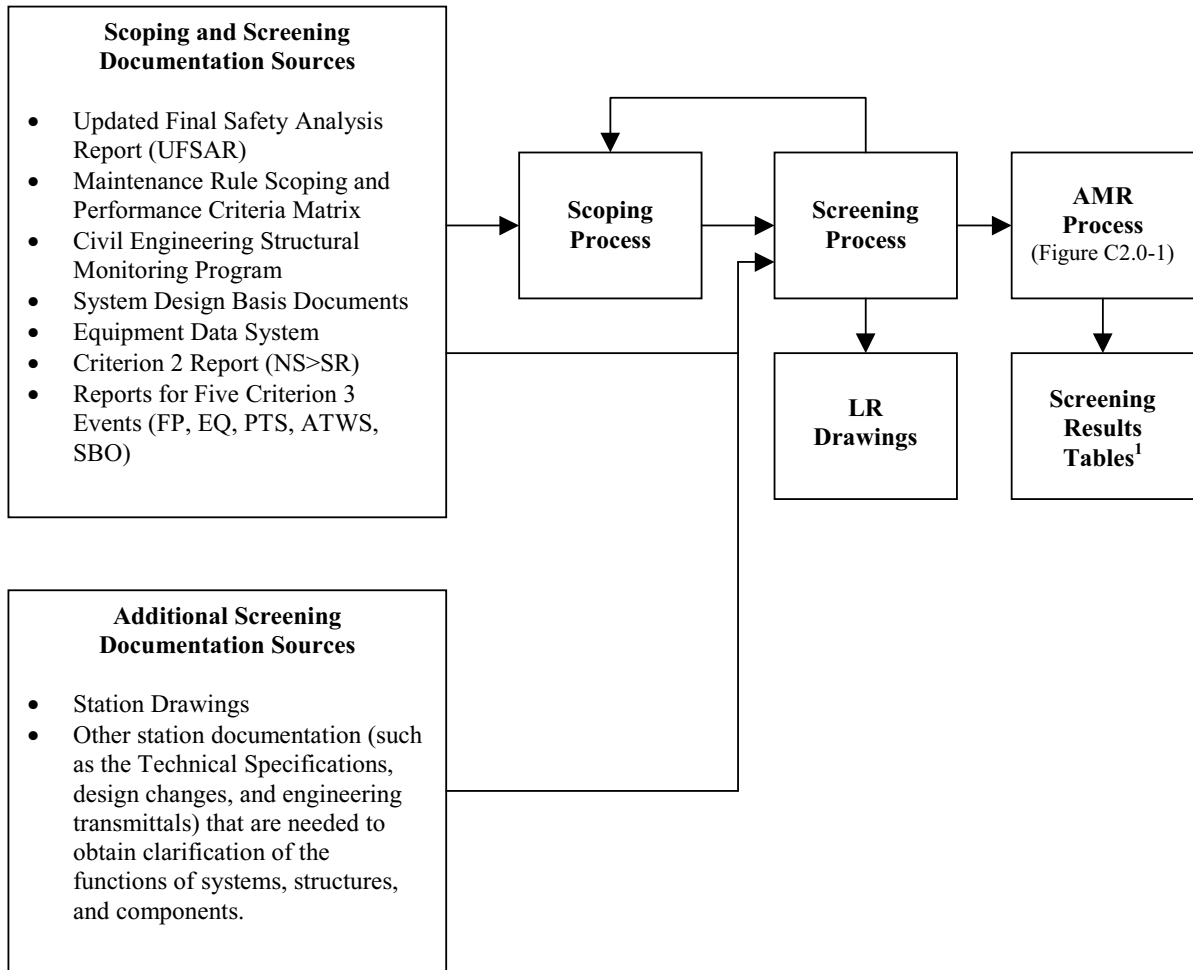 Scoping and Screening
Documentation Sources
• Updated Final Safety Analysis
Report (UFSAR)
• Maintenance Rule Scoping and
Performance Criteria Matrix
• Civil Engineering Structural
Monitoring Program
• System Design Basis Documents
• Equipment Data System
• Criterion 2 Report (NS>SR)
• Reports for Five Criterion 3
Events (FP, EQ, PTS, ATWS,
SBO)
Scoping
Process
Screening
Process
AMR
Process
(Figure C2.0-1)
LR
Drawings
Screening
Results
Tables¹
Additional Screening
Documentation Sources
• Station Drawings
• Other station documentation (such
as the Technical Specifications,
design changes, and engineering
transmittals) that are needed to
obtain clarification of the
functions of systems, structures,
and components.